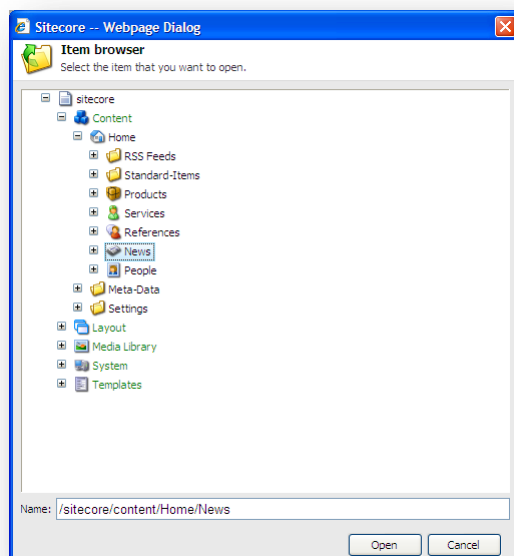 Sitecore -- Webpage Dialog
Item browser
Select the item that you want to open.
sitecore
Content
Home
RSS Feeds
Standard-Items
Products
Services
References
News
People
Meta-Data
Settings
Layout
Media Library
System
Templates
Name: /sitecore/content/Home/News
Open Cancel